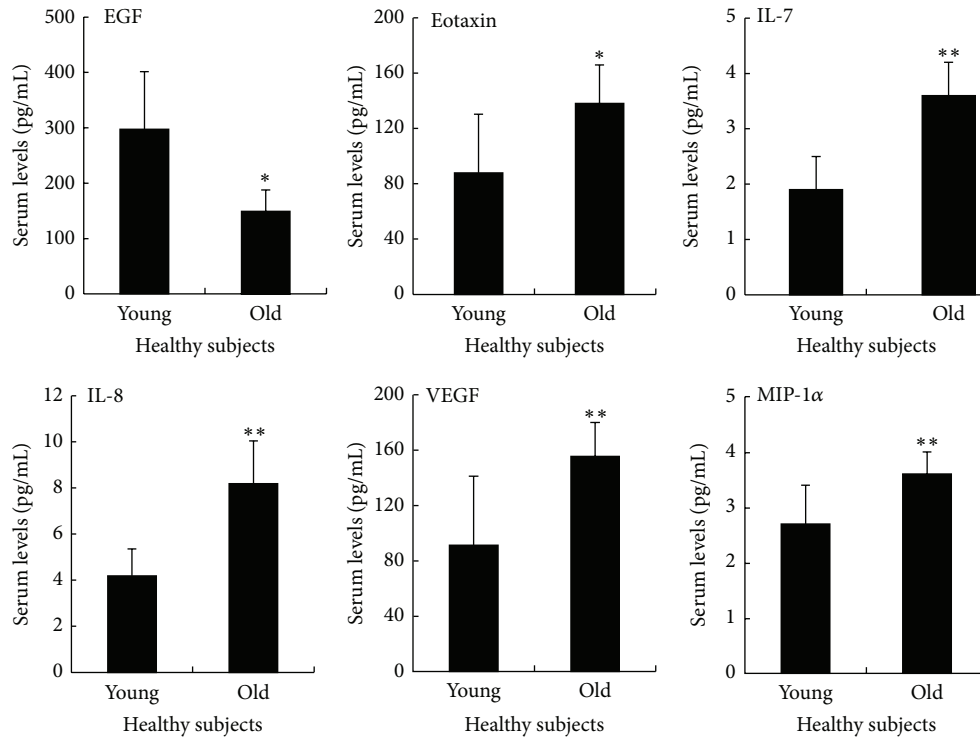 EGF
Serum levels (pg/mL)
500
400
300
200
100
0
*
Young Old
Healthy subjects
Eotaxin
Serum levels (pg/mL)
200
160
120
80
40
0
*
Young Old
Healthy subjects
IL-7
Serum levels (pg/mL)
5
4
3
2
1
0
**
Young Old
Healthy subjects
IL-8
Serum levels (pg/mL)
12
10
8
6
4
2
0
**
Young Old
Healthy subjects
VEGF
Serum levels (pg/mL)
200
160
120
80
40
0
**
Young Old
Healthy subjects
MIP-1α
Serum levels (pg/mL)
5
4
3
2
1
0
**
Young Old
Healthy subjects